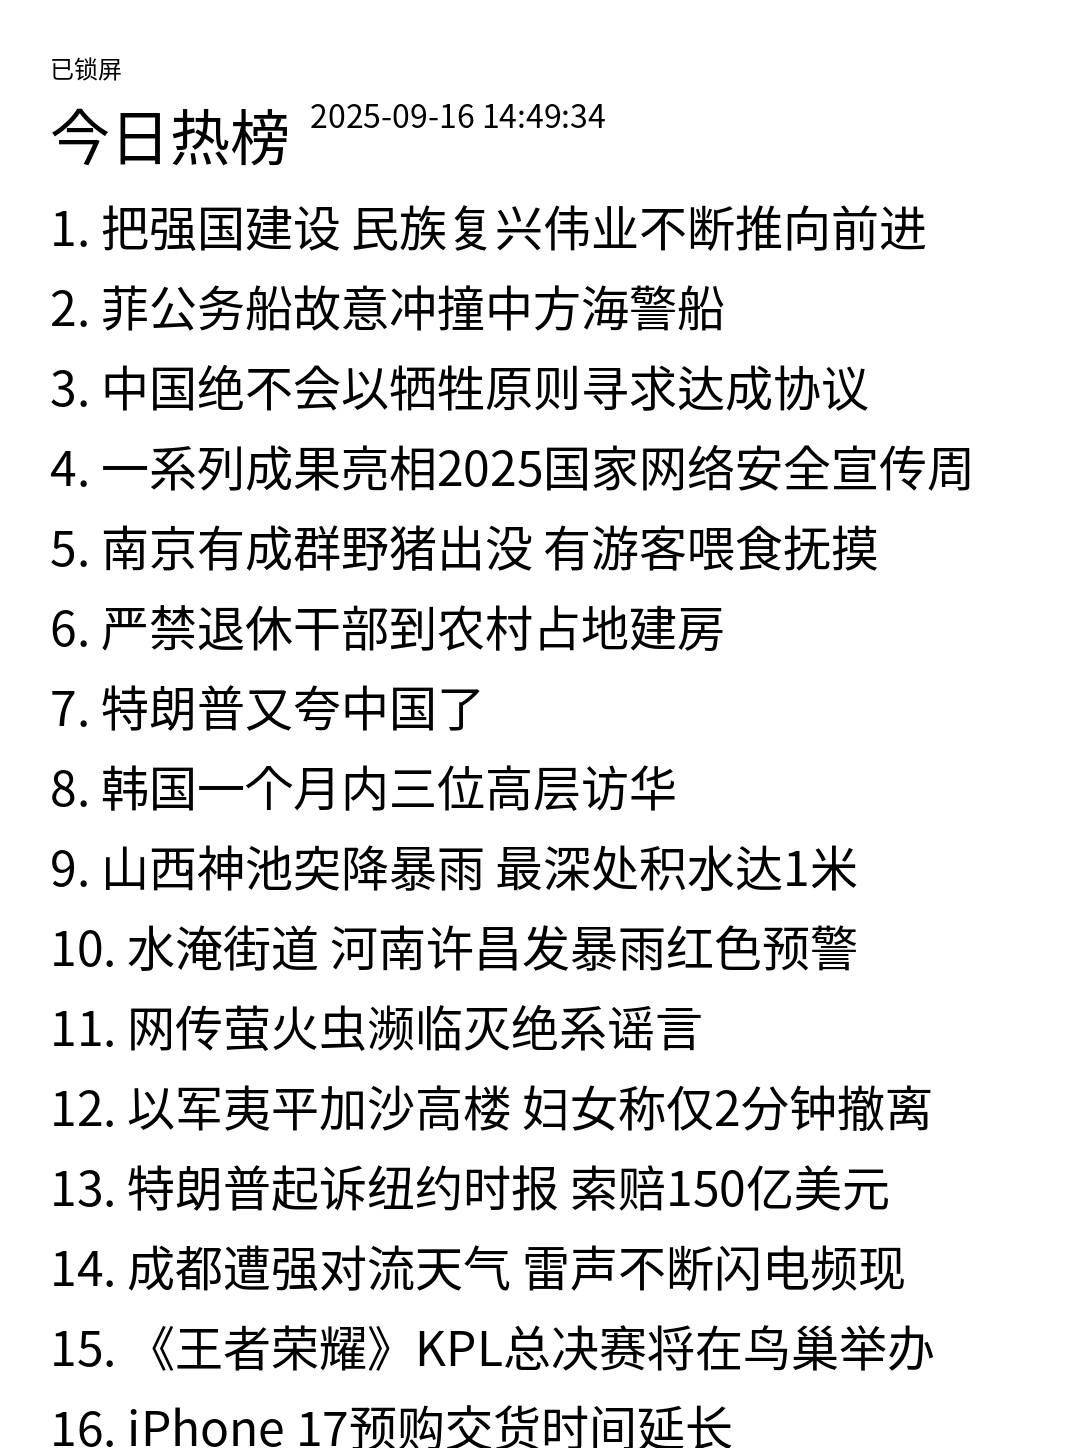 已锁屏
今日热榜 2025-09-16 14:49:34
1. 把强国建设 民族复兴伟业不断推向前进
2. 菲公务船故意冲撞中方海警船
3. 中国绝不会以牺牲原则寻求达成协议
4. 一系列成果亮相2025国家网络安全宣传周
5. 南京有成群野猪出没 有游客喂食抚摸
6. 严禁退休干部到农村占地建房
7. 特朗普又夸中国了
8. 韩国一个月内三位高层访华
9. 山西神池突降暴雨 最深处积水达1米
10. 水淹街道 河南许昌发暴雨红色预警
11. 网传萤火虫濒临灭绝系谣言
12. 以军夷平加沙高楼 妇女称仅2分钟撤离
13. 特朗普起诉纽约时报 索赔150亿美元
14. 成都遭强对流天气 雷声不断闪电频现
15. 《王者荣耀》KPL总决赛将在鸟巢举办
16. iPhone 17预购交货时间延长